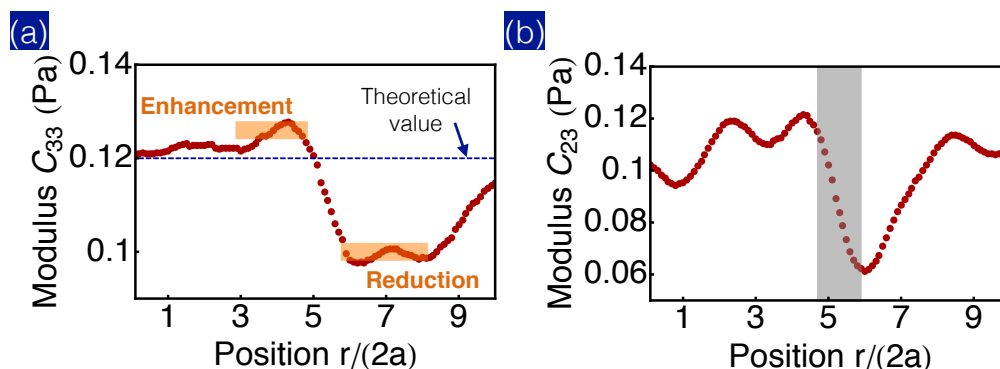 (a)
Modulus C33 (Pa)
0.14
0.12
0.1
Enhancement
Theoretical
value
Reduction
1 3 5 7 9
Position r/(2a)
(b)
Modulus C23 (Pa)
0.14
0.12
0.1
0.08
0.06
1 3 5 7 9
Position r/(2a)